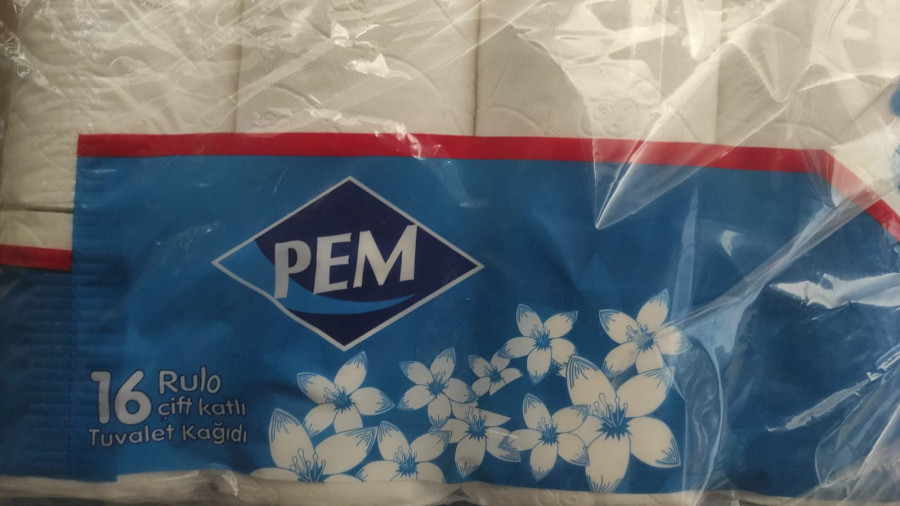 PEM
16 Rulo
çift katlı
Tuvalet Kağıdı